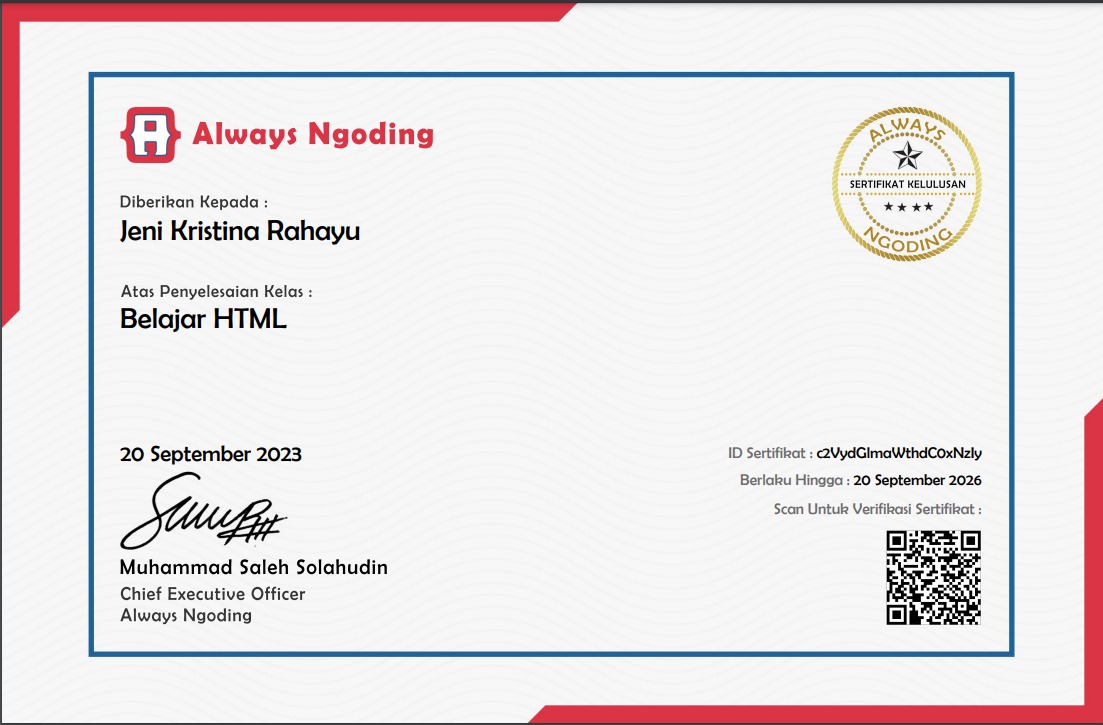 Always Ngoding
ALWAYS
SERTIFIKAT KELULUSAN
NGODING
Diberikan Kepada :
Jeni Kristina Rahayu
Atas Penyelesaian Kelas :
Belajar HTML
20 September 2023
Muhammad Saleh Solahudin
Chief Executive Officer
Always Ngoding
ID Sertifikat : c2VydGlmaWthdC0xNzIy
Berlaku Hingga : 20 September 2026
Scan Untuk Verifikasi Sertifikat :